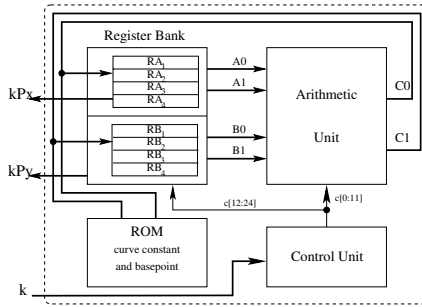 Register Bank
RA1
RA2
RA3
RA4
A0
A1
C0
Arithmetic
Unit
kPx
RB1
RB2
RB3
RB4
B0
B1
C1
kPy
c[12:24]
c[0:11]
ROM
curve constant
and basepoint
Control Unit
k